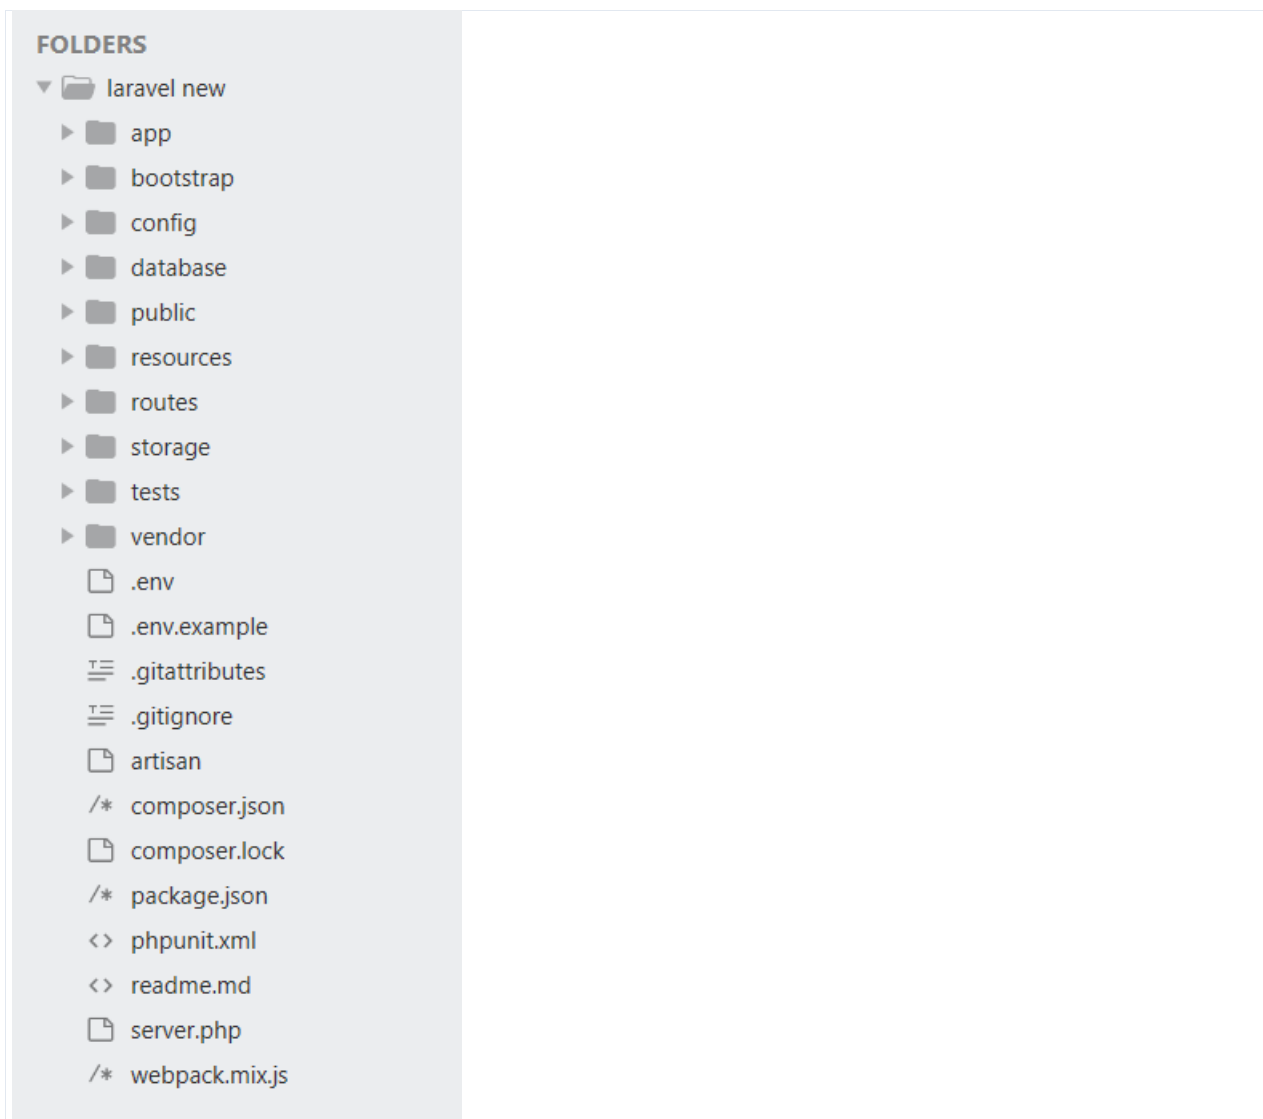 FOLDERS
laravel new
app
bootstrap
config
database
public
resources
routes
storage
tests
vendor
.env
.env.example
.gitattributes
.gitignore
artisan
composer.json
composer.lock
package.json
phpunit.xml
readme.md
server.php
webpack.mix.js